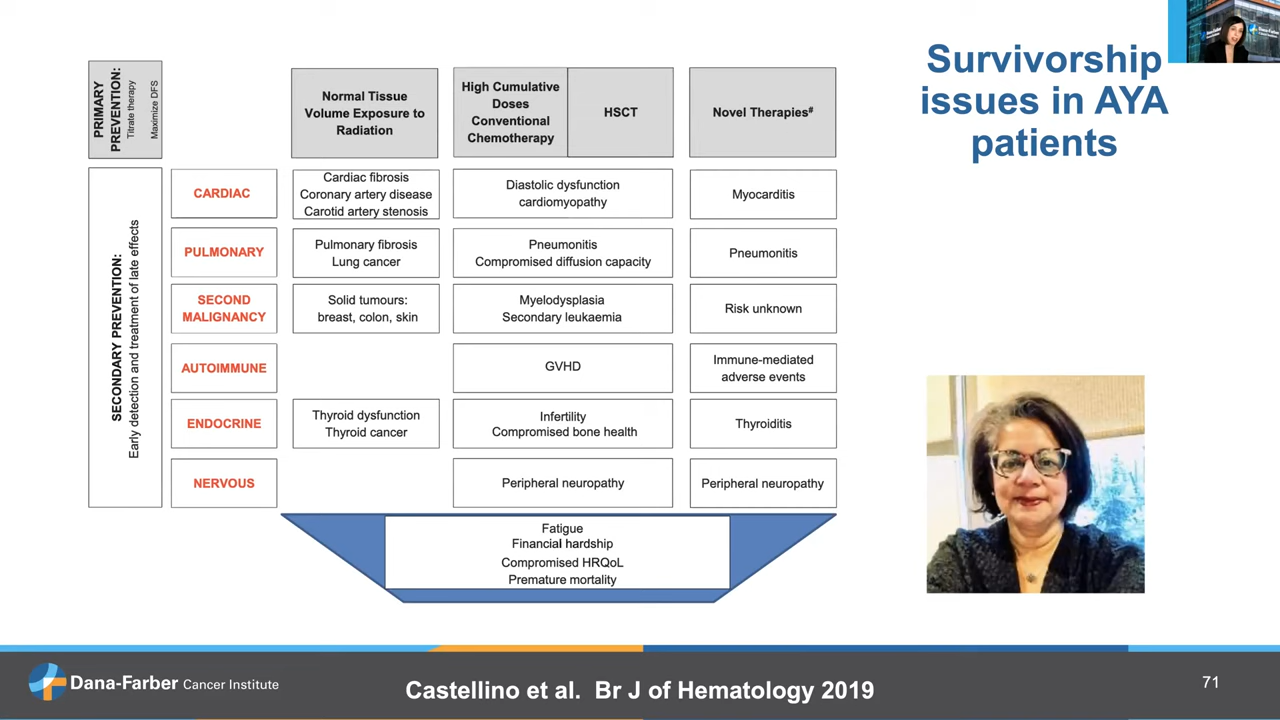 Survivorship
issues in AYA
patients
PRIMARY
PREVENTION:
Titrate therapy
Maximize DFS
Normal Tissue
Volume Exposure to
Radiation
High Cumulative
Doses
Conventional
Chemotherapy
HSCT
Novel Therapies#
SECONDARY PREVENTION:
Early detection and treatment of late effects
CARDIAC
Cardiac fibrosis
Coronary artery disease
Carotid artery stenosis
Diastolic dysfunction
cardiomyopathy
Myocarditis
PULMONARY
Pulmonary fibrosis
Lung cancer
Pneumonitis
Compromised diffusion capacity
Pneumonitis
SECOND
MALIGNANCY
Solid tumours:
breast, colon, skin
Myelodysplasia
Secondary leukaemia
Risk unknown
AUTOIMMUNE
GVHD
Immune-mediated
adverse events
ENDOCRINE
Thyroid dysfunction
Thyroid cancer
Infertility
Compromised bone health
Thyroiditis
NERVOUS
Peripheral neuropathy
Peripheral neuropathy
Fatigue
Financial hardship
Compromised HRQoL
Premature mortality
Dana-Farber Cancer Institute
Castellino et al. Br J of Hematology 2019
71